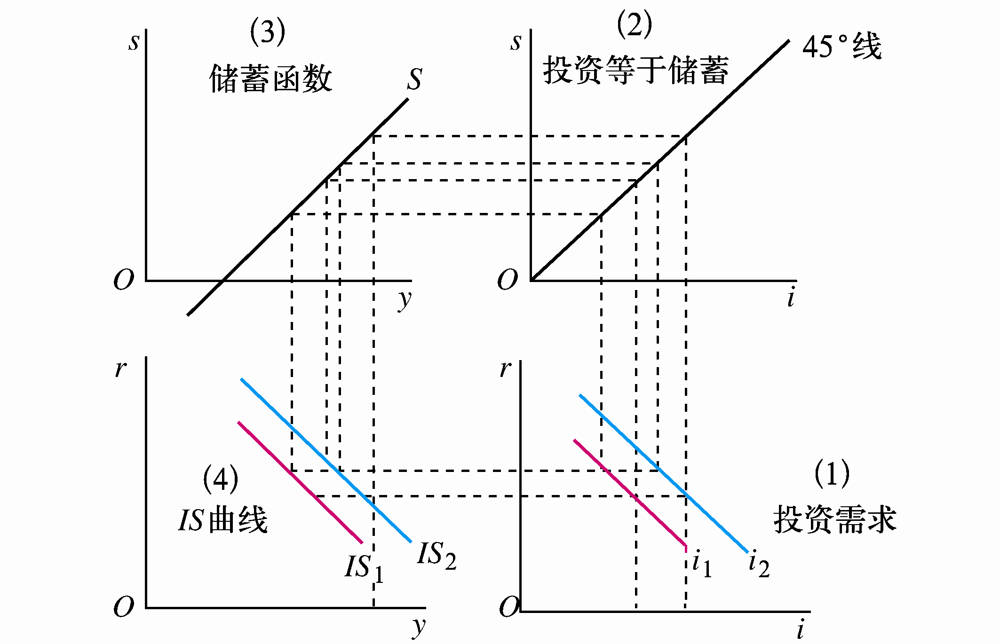 (3)
储蓄函数
s
S
O
y
(2)
投资等于储蓄
s
45°线
O
i
r
(4)
IS曲线
IS1
IS2
O
y
r
(1)
投资需求
i1
i2
O
i